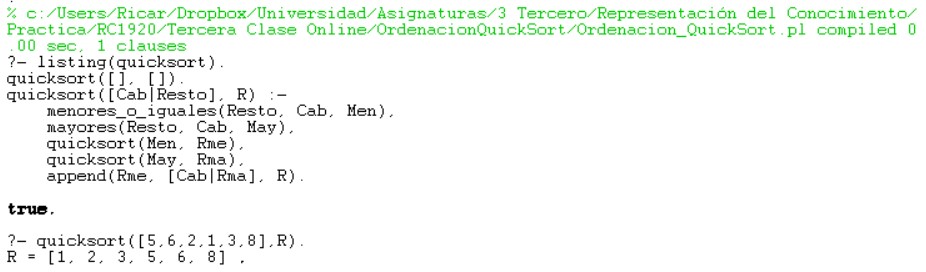 % c:/Users/Ricar/Dropbox/Universidad/Asignaturas/3 Tercero/Representación del Conocimiento/
Practica/RC1920/Tercera Clase Online/OrdenacionQuickSort/Ordenacion_QuickSort.pl compiled 0
.00 sec, 1 clauses
?- listing(quicksort).
quicksort([], []).
quicksort([Cab|Resto], R) :-
    menores_o_iguales(Resto, Cab, Men),
    mayores(Resto, Cab, May),
    quicksort(Men, Rme),
    quicksort(May, Rma),
    append(Rme, [Cab|Rma], R).
true.
?- quicksort([5,6,2,1,3,8],R).
R = [1, 2, 3, 5, 6, 8] .